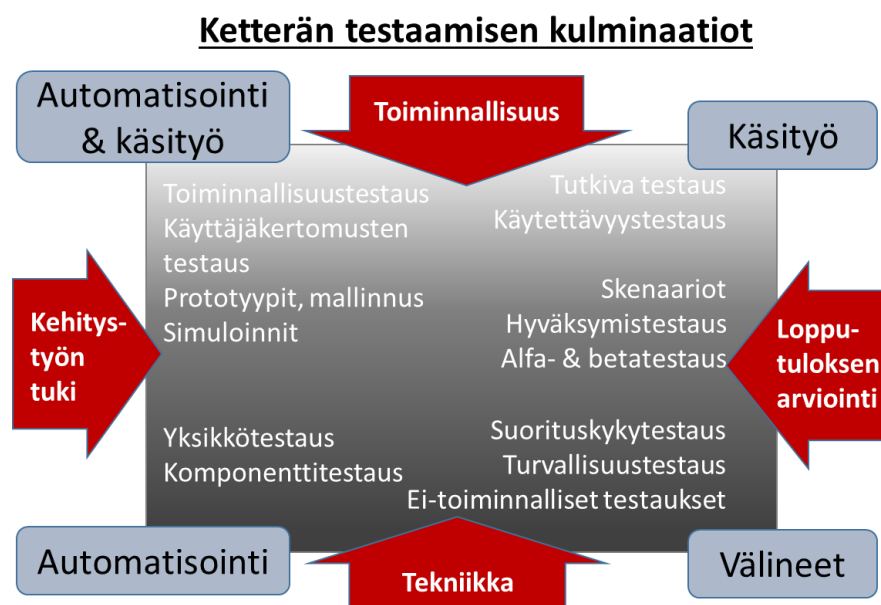 Ketterän testaamisen kulminaatiot
Automatisointi
& käsityö
Toiminnallisuus
Käsityö
Toiminnallisuustestaus
Käyttäjäkertomusten
testaus
Prototyypit, mallinnus
Simuloinnit
Tutkiva testaus
Käytettävyystestaus
Skenaariot
Hyväksymistestaus
Alfa- & betatestaus
Kehitys-
työn
tuki
Loppu-
tuloksen
arviointi
Yksikkötestaus
Komponenttitestaus
Suorituskykytestaus
Turvallisuustestaus
Ei-toiminnalliset testaukset
Automatisointi
Tekniikka
Välineet